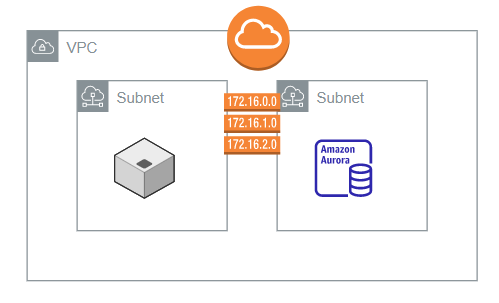 VPC
Subnet
Subnet
172.16.0.0
172.16.1.0
172.16.2.0
Amazon
Aurora